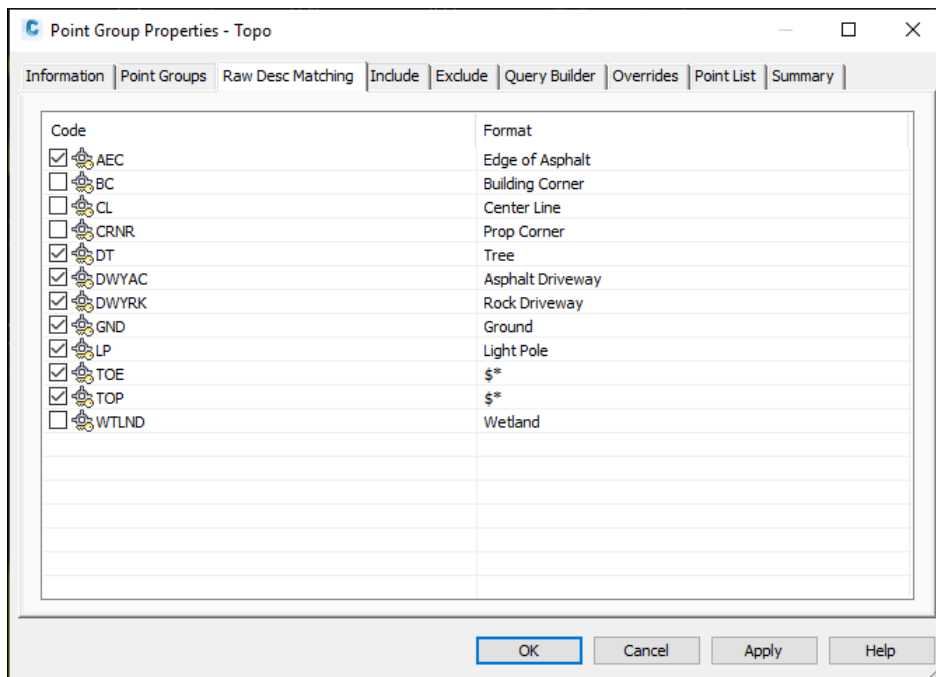 C Point Group Properties - Topo
Information Point Groups Raw Desc Matching Include Exclude Query Builder Overrides Point List Summary
Code Format
AEC Edge of Asphalt
BC Building Corner
CL Center Line
CRNR Prop Corner
DT Tree
DWYAC Asphalt Driveway
DWYRK Rock Driveway
GND Ground
LP Light Pole
TOE $*
TOP $*
WTLND Wetland
OK Cancel Apply Help